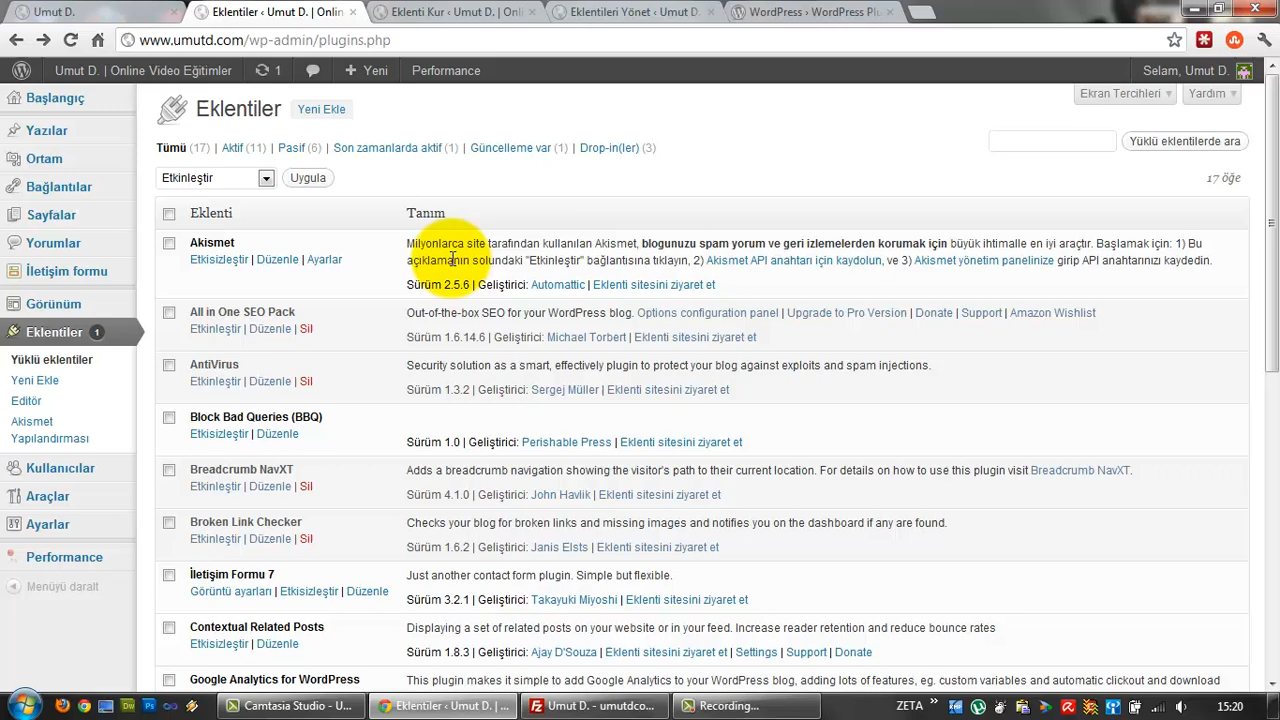 Umut D.
Eklentiler ‹ Umut D. | Onlin
Eklenti Kur ‹ Umut D. | Onl
Eklentileri Yönet ‹ Umut D.
WordPress › WordPress Plu
www.umutd.com/wp-admin/plugins.php
Umut D. | Online Video Eğitimler
1
Yeni
Performance
Selam, Umut D.
Başlangıç
Yazılar
Ortam
Bağlantılar
Sayfalar
Yorumlar
İletişim formu
Görünüm
Eklentiler 1
Yüklü eklentiler
Yeni Ekle
Editör
Akismet
Yapılandırması
Kullanıcılar
Araçlar
Ayarlar
Performance
Menüyü daralt
Ekran Tercihleri
Yardım
Eklentiler Yeni Ekle
Tümü (17) | Aktif (11) | Pasif (6) | Son zamanlarda aktif (1) | Güncelleme var (1) | Drop-in(ler) (3)
Yüklü eklentilerde ara
Etkinleştir Uygula
17 öğe
Eklenti Tanım
Akismet
Etkisizleştir | Düzenle | Ayarlar
Milyonlarca site tarafından kullanılan Akismet, blogunuzu spam yorum ve geri izlemelerden korumak için büyük ihtimalle en iyi araçtır. Başlamak için: 1) Bu
açıklamanın solundaki "Etkinleştir" bağlantısına tıklayın, 2) Akismet API anahtarı için kaydolun, ve 3) Akismet yönetim panelinize girip API anahtarınızı kaydedin.
Sürüm 2.5.6 | Geliştirici: Automattic | Eklenti sitesini ziyaret et
All in One SEO Pack
Etkinleştir | Düzenle | Sil
Out-of-the-box SEO for your WordPress blog. Options configuration panel | Upgrade to Pro Version | Donate | Support | Amazon Wishlist
Sürüm 1.6.14.6 | Geliştirici: Michael Torbert | Eklenti sitesini ziyaret et
AntiVirus
Etkinleştir | Düzenle | Sil
Security solution as a smart, effectively plugin to protect your blog against exploits and spam injections.
Sürüm 1.3.2 | Geliştirici: Sergej Müller | Eklenti sitesini ziyaret et
Block Bad Queries (BBQ)
Etkisizleştir | Düzenle
Sürüm 1.0 | Geliştirici: Perishable Press | Eklenti sitesini ziyaret et
Breadcrumb NavXT
Etkinleştir | Düzenle | Sil
Adds a breadcrumb navigation showing the visitor's path to their current location. For details on how to use this plugin visit Breadcrumb NavXT.
Sürüm 4.1.0 | Geliştirici: John Havlik | Eklenti sitesini ziyaret et
Broken Link Checker
Etkinleştir | Düzenle | Sil
Checks your blog for broken links and missing images and notifies you on the dashboard if any are found.
Sürüm 1.6.2 | Geliştirici: Janis Elsts | Eklenti sitesini ziyaret et
İletişim Formu 7
Görüntü ayarları | Etkisizleştir | Düzenle
Just another contact form plugin. Simple but flexible.
Sürüm 3.2.1 | Geliştirici: Takayuki Miyoshi | Eklenti sitesini ziyaret et
Contextual Related Posts
Etkisizleştir | Düzenle
Displaying a set of related posts on your website or in your feed. Increase reader retention and reduce bounce rates
Sürüm 1.8.3 | Geliştirici: Ajay D'Souza | Eklenti sitesini ziyaret et | Settings | Support | Donate
Google Analytics for WordPress
This plugin makes it simple to add Google Analytics to your WordPress blog, adding lots of features, eg. custom variables and automatic clickout and download
Camtasia Studio - U...
Eklentiler ‹ Umut D. | ...
Umut D. - umutdco...
Recording...
ZETA
15:20